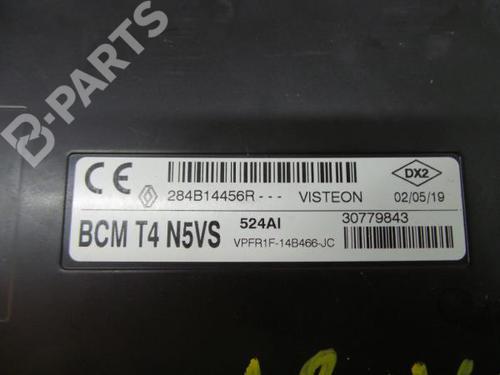 B-PARTS
CE
284B14456R--- VISTEON
DX2
02/05/19
BCM T4 N5VS
524AI
30779843
VPFR1F-14B466-JC